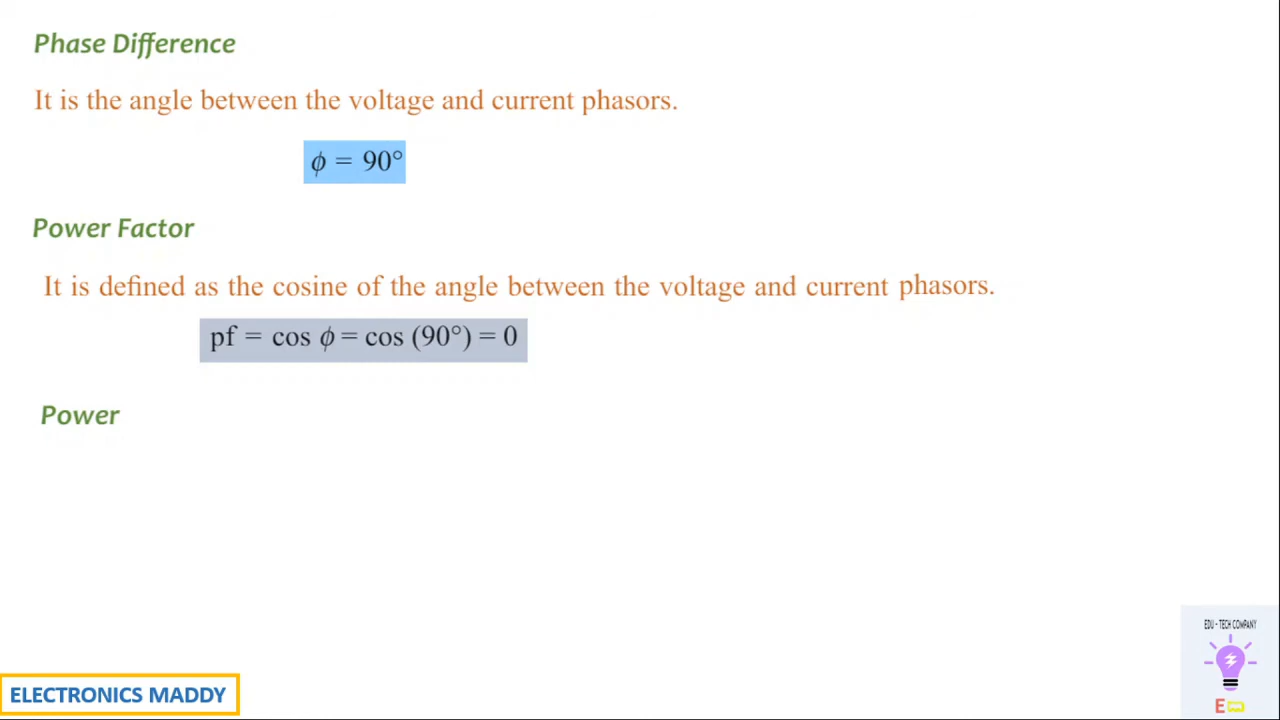 Phase Difference
It is the angle between the voltage and current phasors.
ϕ = 90°
Power Factor
It is defined as the cosine of the angle between the voltage and current phasors.
pf = cos ϕ = cos (90°) = 0
Power
EDU - TECH COMPANY
E
ELECTRONICS MADDY